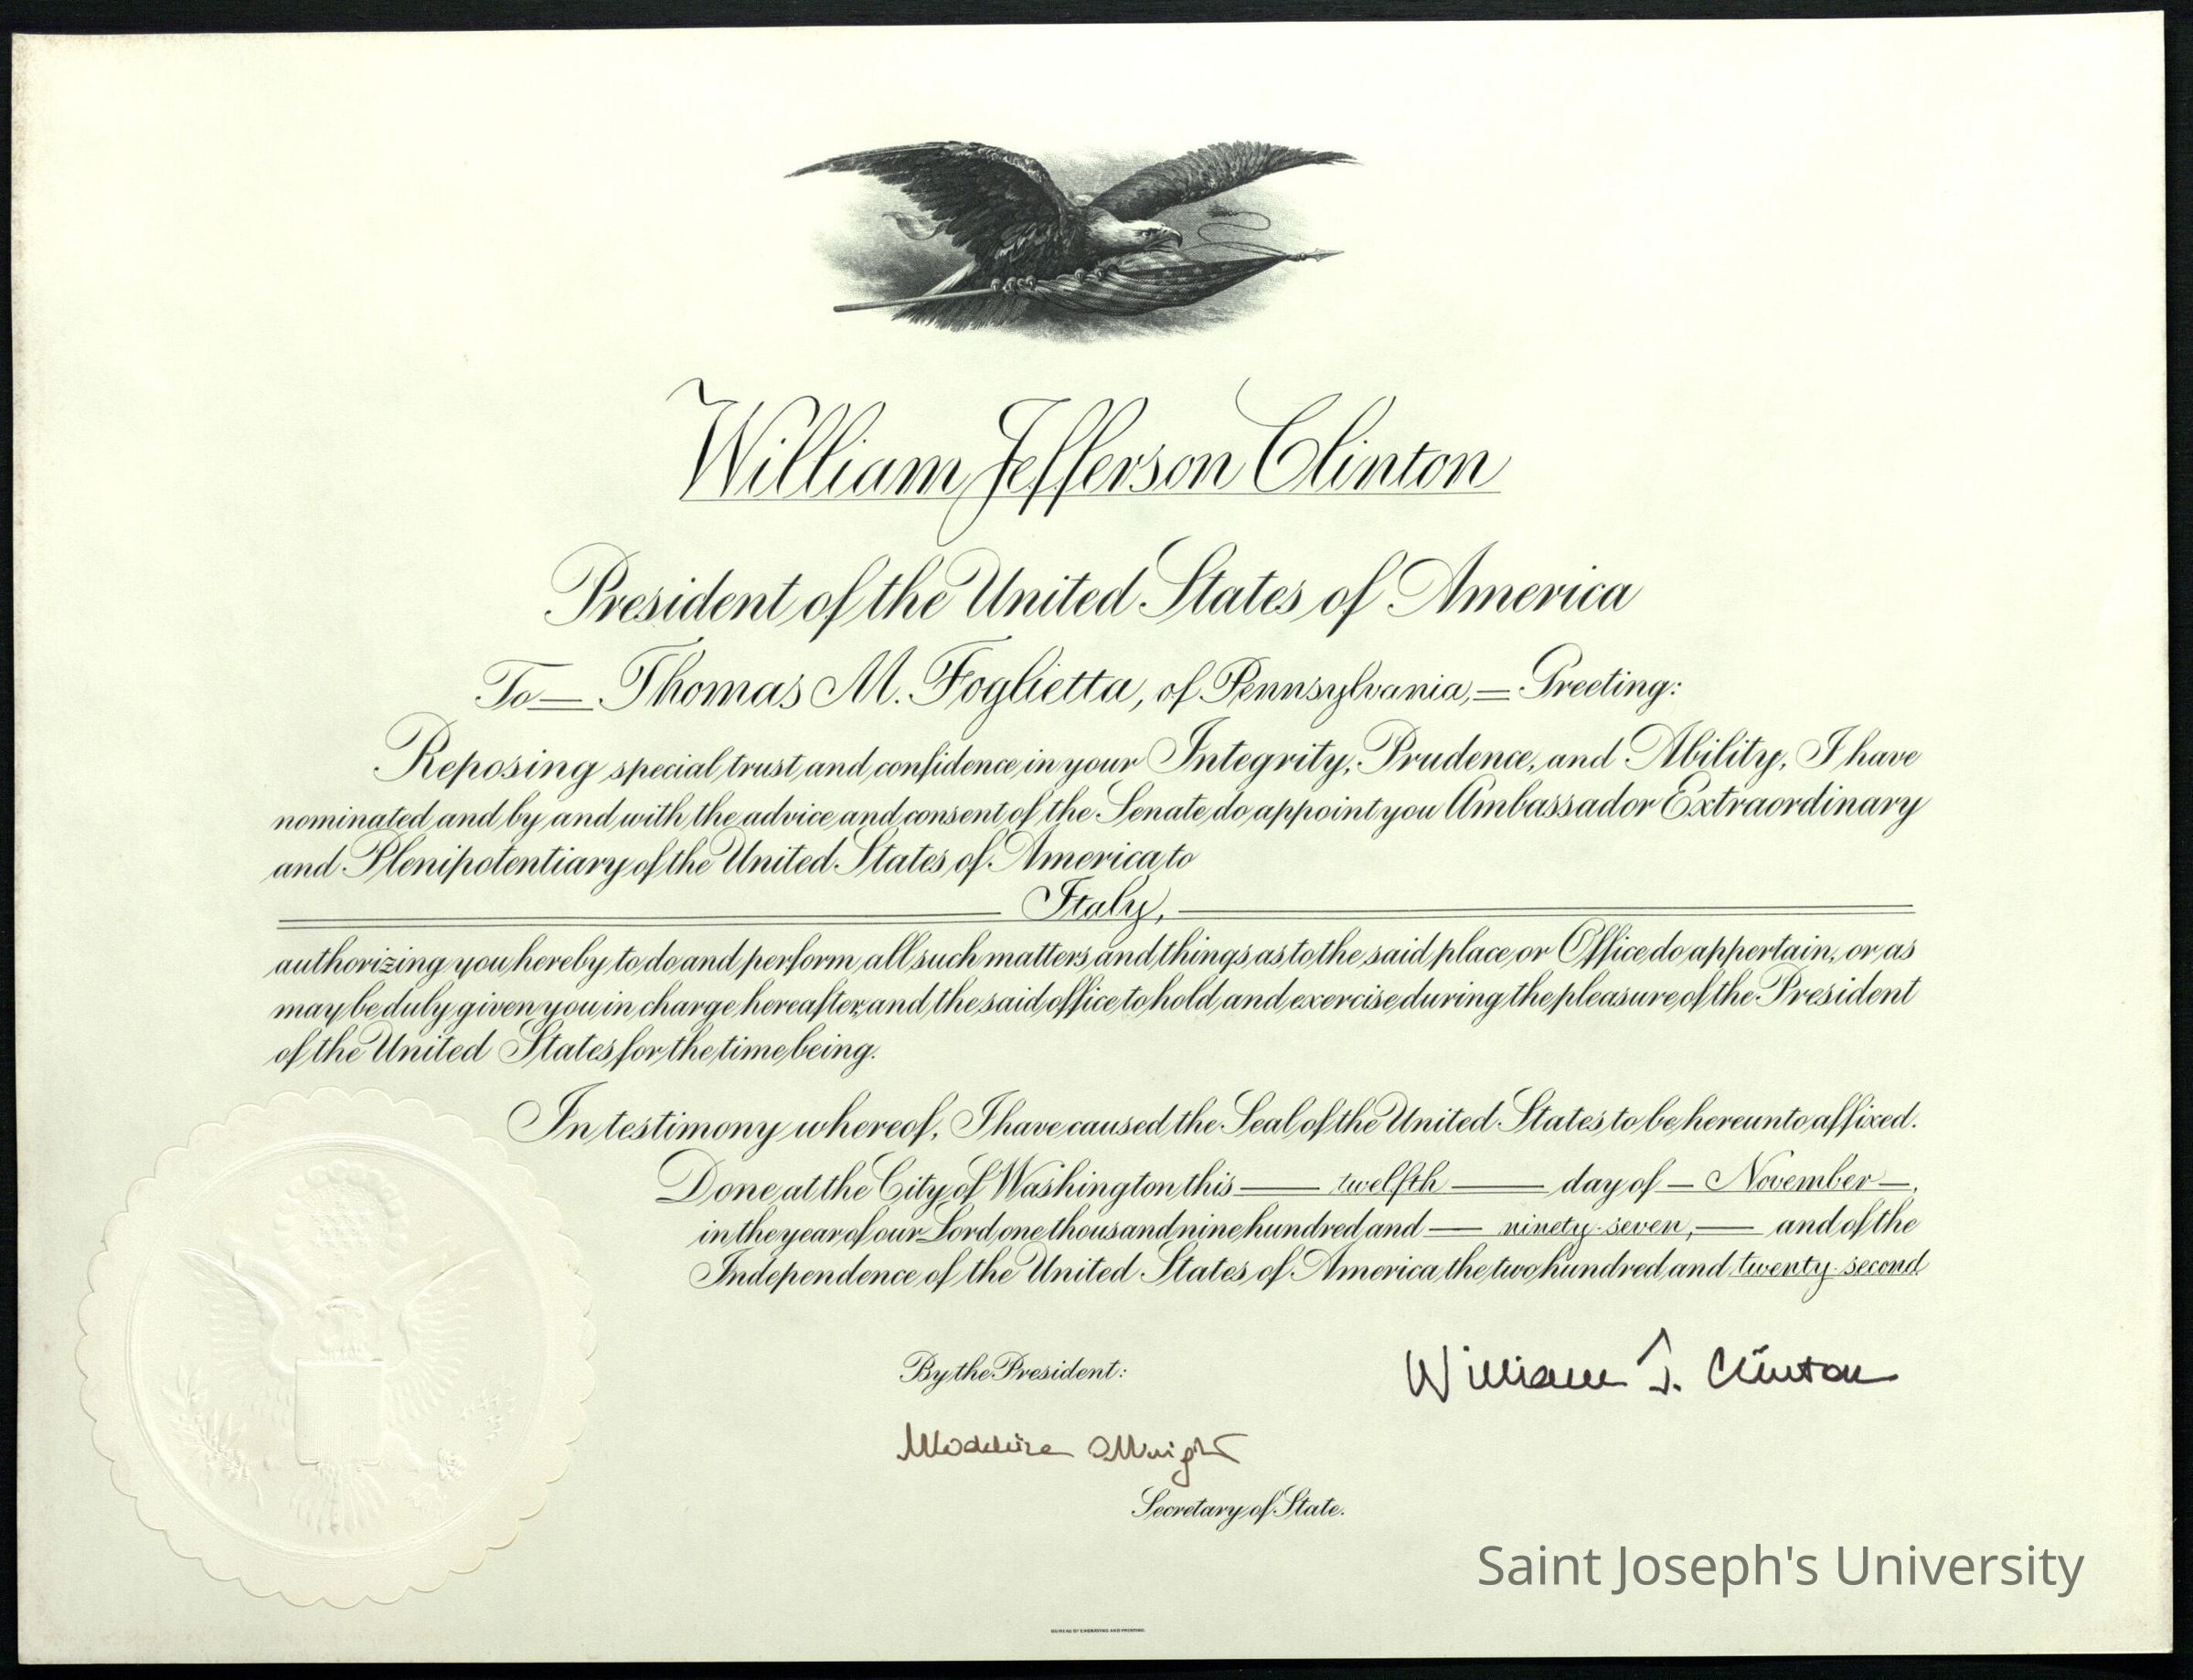 William Jefferson Clinton
President of the United States of America
To — Thomas M. Foglietta, of Pennsylvania, — Greeting:
Reposing special trust and confidence in your Integrity, Prudence, and Ability, I have
nominated and by and with the advice and consent of the Senate do appoint you Ambassador Extraordinary
and Plenipotentiary of the United States of America to
Italy,
authorizing you hereby to do and perform all such matters and things as to the said place or Office do appertain, or as
may be duly given you in charge hereafter, and the said office to hold and exercise during the pleasure of the President
of the United States for the time being.
In testimony whereof, I have caused the Seal of the United States to be hereunto affixed.
Done at the City of Washington this — twelfth — day of — November —,
in the year of our Lord one thousand nine hundred and — ninety-seven, — and of the
Independence of the United States of America the two hundred and twenty-second
By the President:
William J. Clinton
Madeleine Albright
Secretary of State.
Saint Joseph's University
BUREAU OF ENGRAVING AND PRINTING.